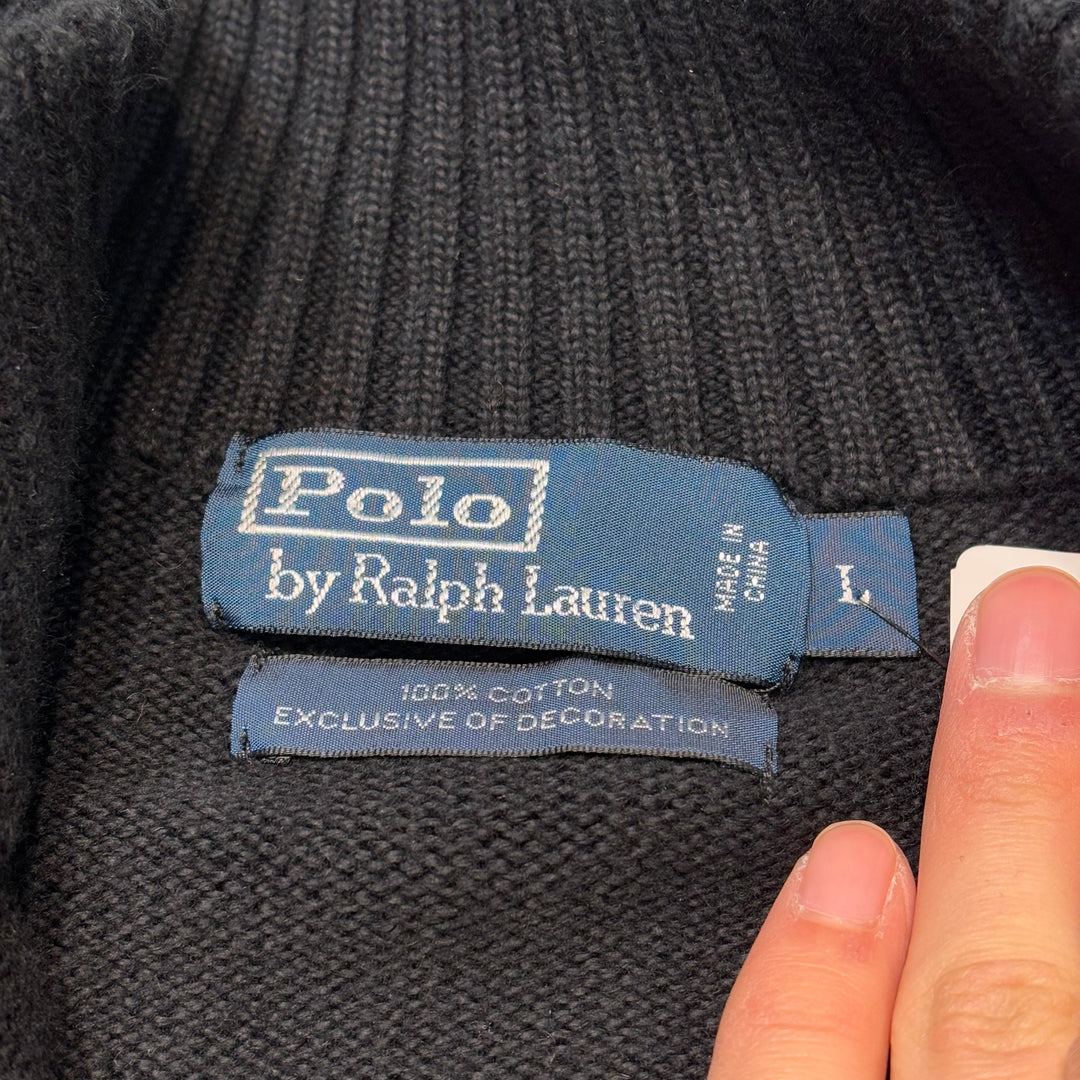 Polo
by Ralph Lauren
MADE IN
CHINA
L
100% COTTON
EXCLUSIVE OF DECORATION